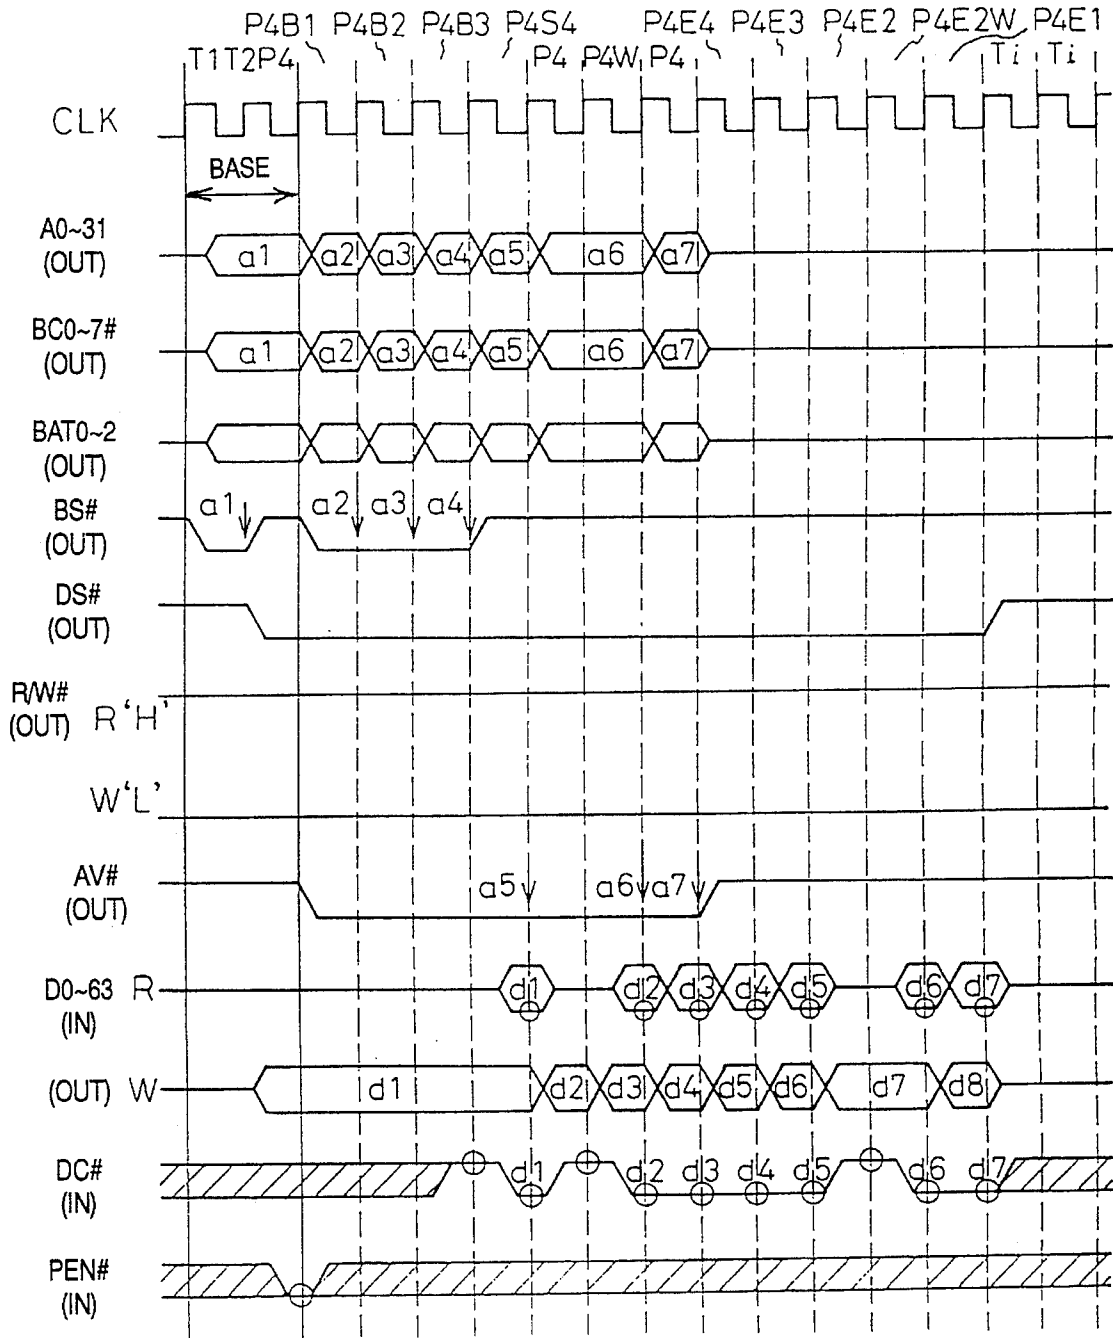 P4B1 P4B2 P4B3 P4S4 P4E4 P4E3 P4E2 P4E2W P4E1
T1 T2 P4 P4 P4W P4 Ti Ti
CLK
BASE
A0~31
(OUT)
a1 a2 a3 a4 a5 a6 a7
BC0~7#
(OUT)
a1 a2 a3 a4 a5 a6 a7
BAT0~2
(OUT)
BS#
(OUT)
a1 a2 a3 a4
DS#
(OUT)
R/W#
(OUT) R'H'
W'L'
AV#
(OUT)
a5 a6 a7
D0~63 R
(IN)
d1 d2 d3 d4 d5 d6 d7
(OUT) W
d1 d2 d3 d4 d5 d6 d7 d8
DC#
(IN)
d1 d2 d3 d4 d5 d6 d7
PEN#
(IN)